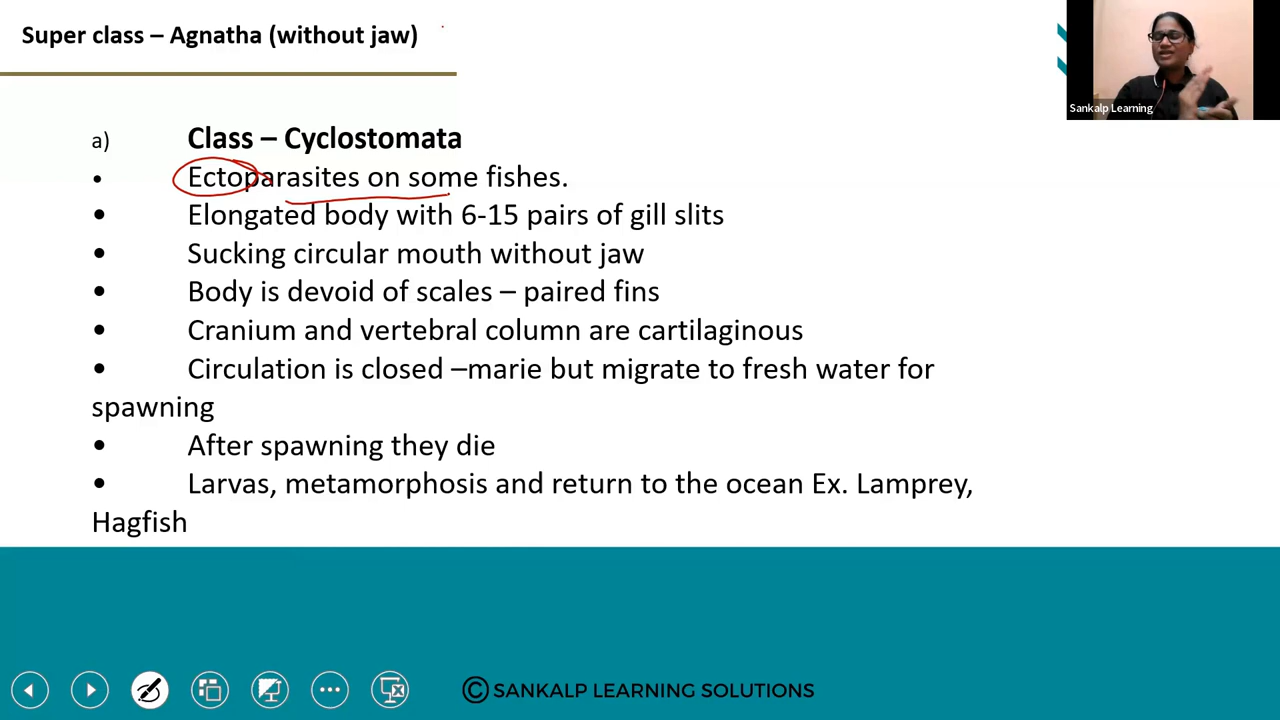 Super class – Agnatha (without jaw)
Sankalp Learning
a) Class – Cyclostomata
• Ectoparasites on some fishes.
• Elongated body with 6-15 pairs of gill slits
• Sucking circular mouth without jaw
• Body is devoid of scales – paired fins
• Cranium and vertebral column are cartilaginous
• Circulation is closed –marie but migrate to fresh water for
spawning
• After spawning they die
• Larvas, metamorphosis and return to the ocean Ex. Lamprey,
Hagfish
© SANKALP LEARNING SOLUTIONS